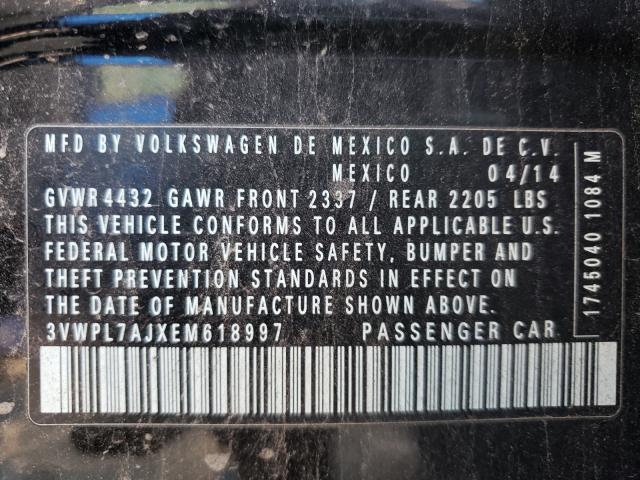 MFD BY VOLKSWAGEN DE MEXICO S.A. DE C.V.
MEXICO 04/14
GVWR4432 GAWR FRONT 2337 / REAR 2205 LBS
THIS VEHICLE CONFORMS TO ALL APPLICABLE U.S.
FEDERAL MOTOR VEHICLE SAFETY, BUMPER AND
THEFT PREVENTION STANDARDS IN EFFECT ON
THE DATE OF MANUFACTURE SHOWN ABOVE.
3VWPL7AJXEM618997 PASSENGER CAR
1745040 1084 M